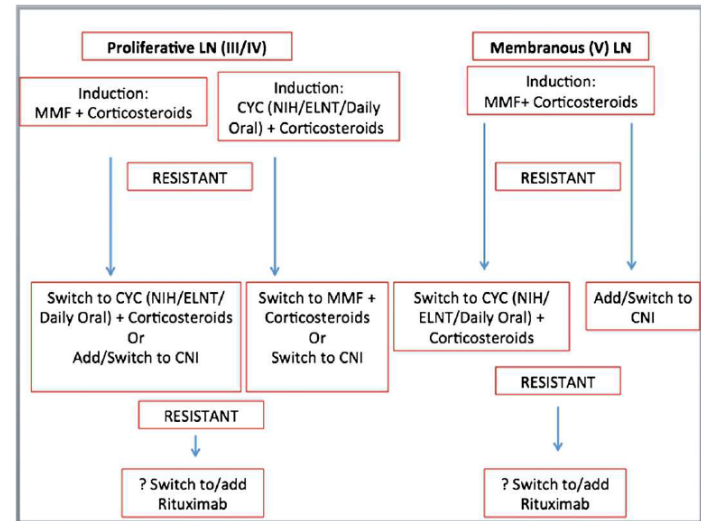 Proliferative LN (III/IV)
Induction:
MMF + Corticosteroids
Induction:
CYC (NIH/ELNT/Daily
Oral) + Corticosteroids
RESISTANT
Switch to CYC (NIH/ELNT/
Daily Oral) + Corticosteroids
Or
Add/Switch to CNI
Switch to MMF +
Corticosteroids
Or
Switch to CNI
RESISTANT
? Switch to/add
Rituximab
Membranous (V) LN
Induction:
MMF+ Corticosteroids
RESISTANT
Switch to CYC (NIH/
ELNT/Daily Oral) +
Corticosteroids
Add/Switch to
CNI
RESISTANT
? Switch to/add
Rituximab